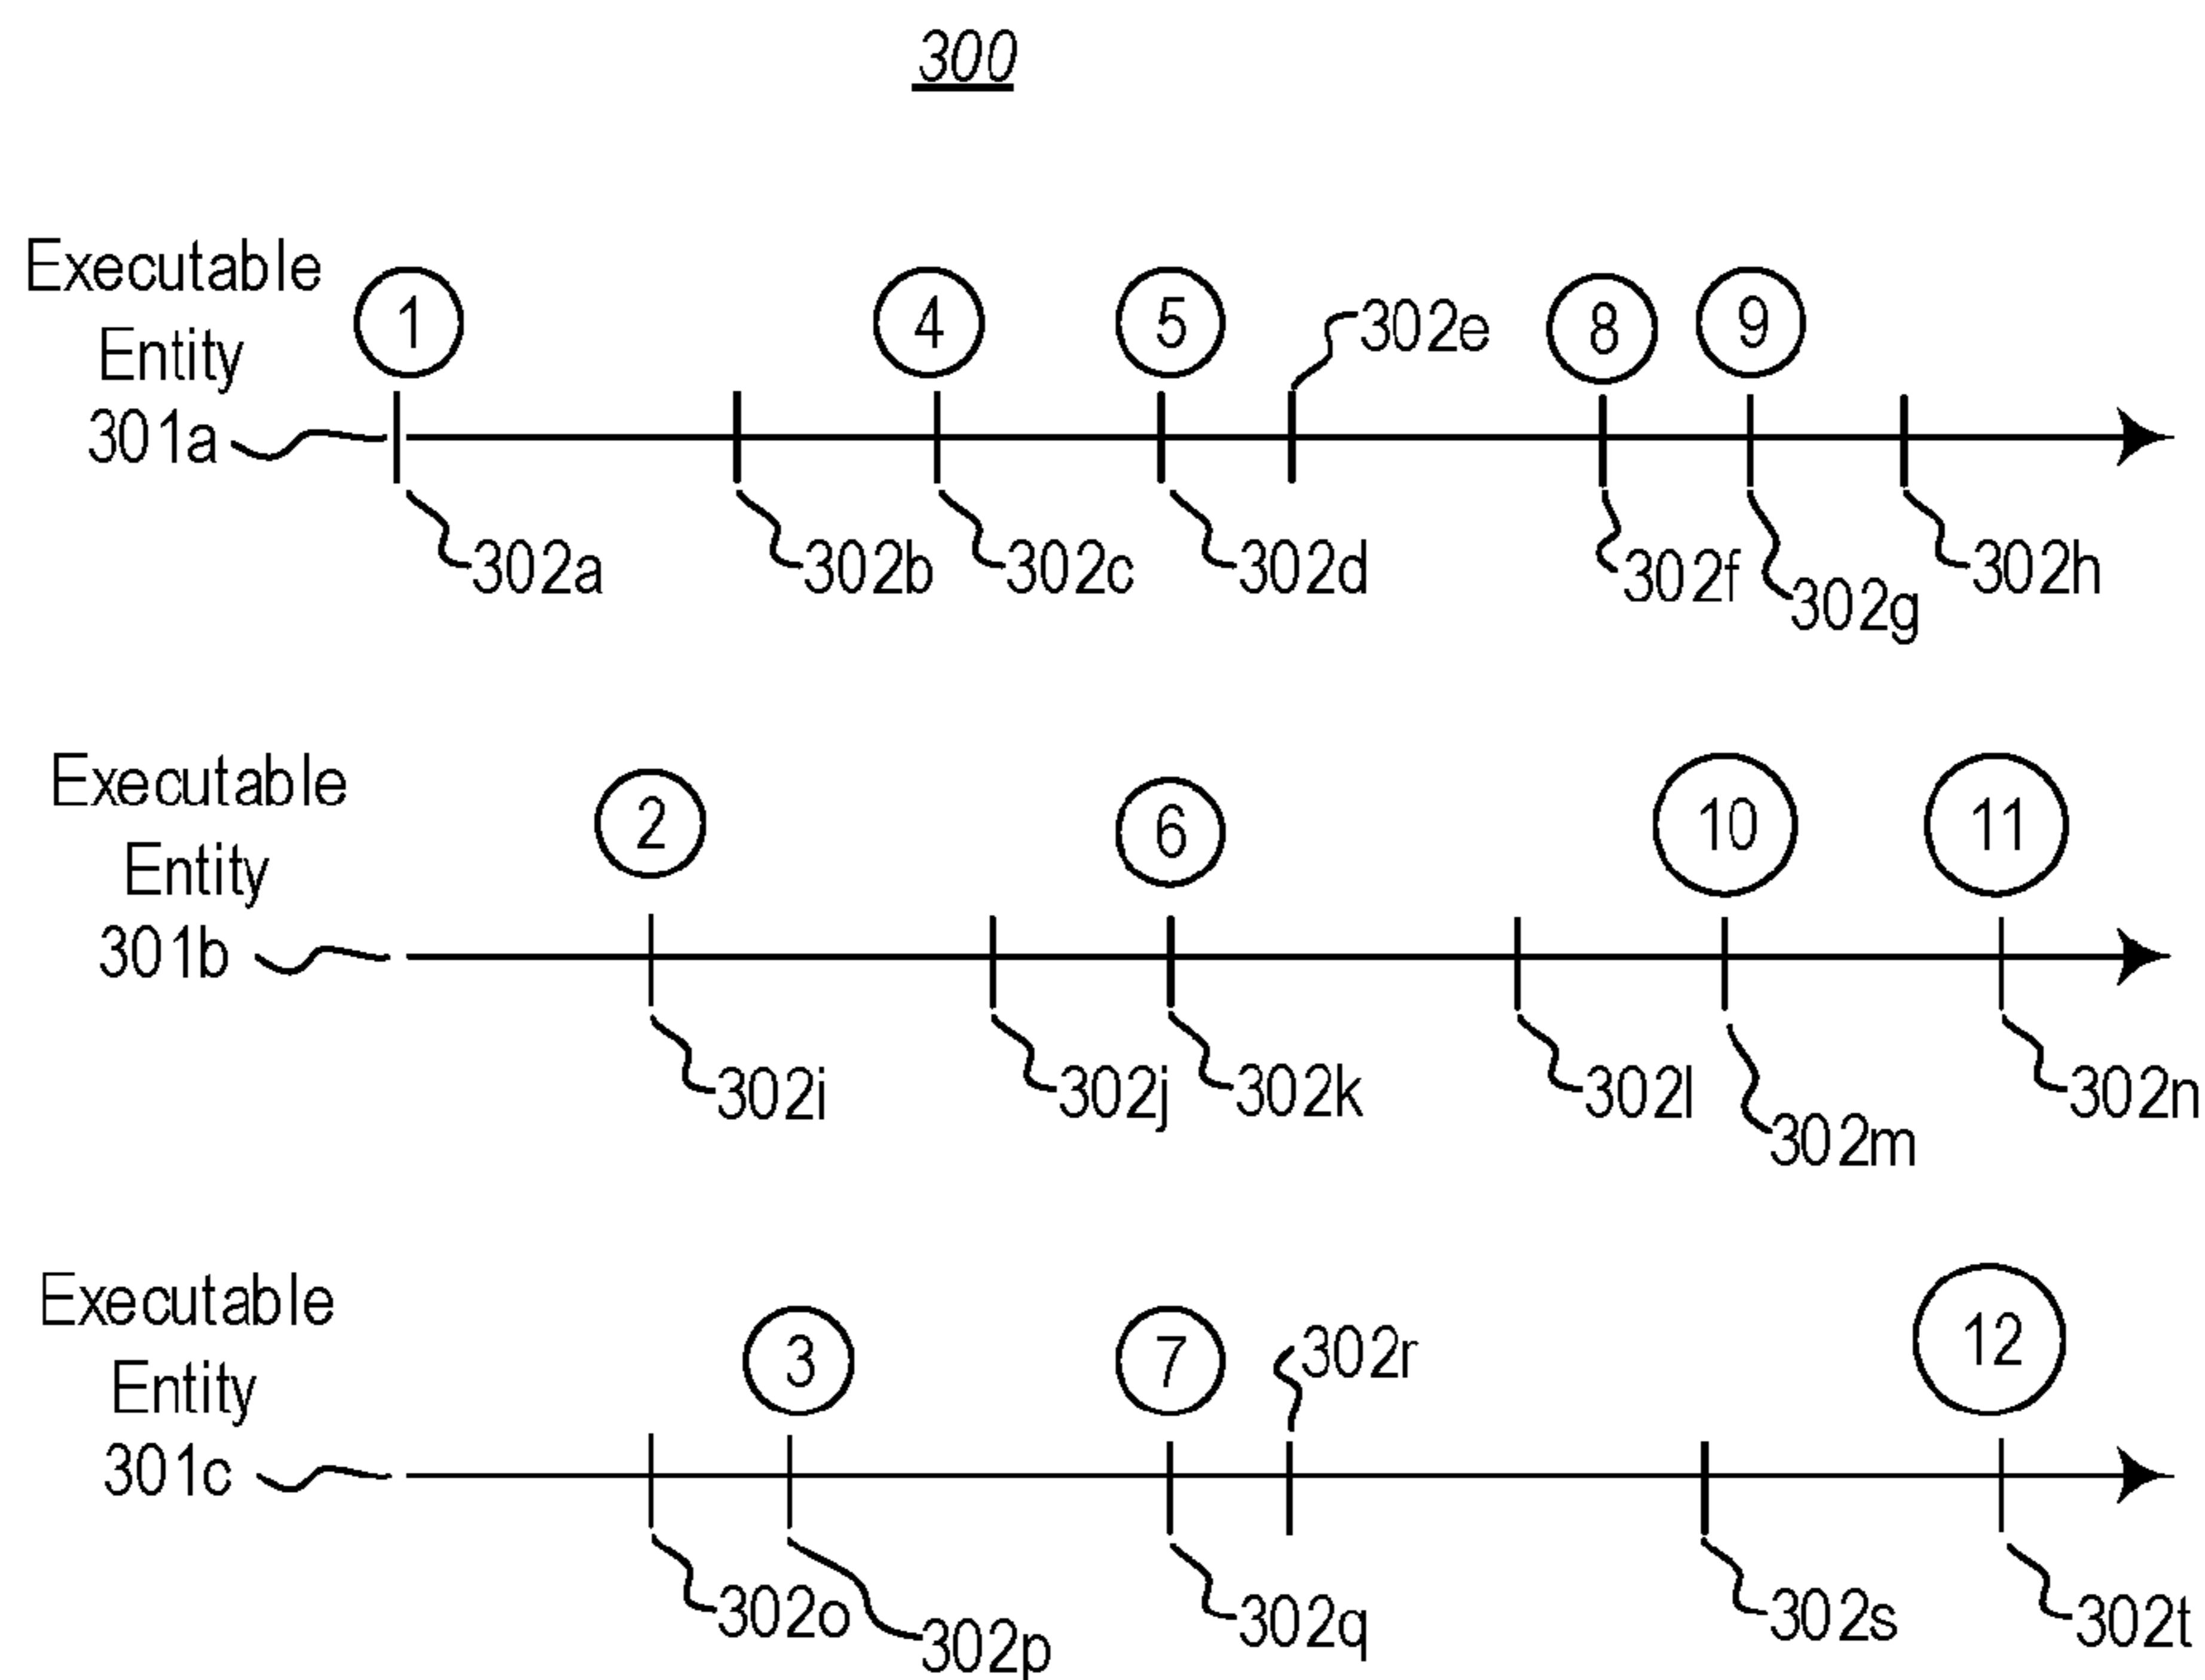 300
Executable
Entity
301a
1
4
5
302e
8
9
302a
302b
302c
302d
302f
302g
302h
Executable
Entity
301b
2
6
10
11
302i
302j
302k
302l
302m
302n
Executable
Entity
301c
3
7
302r
12
302o
302p
302q
302s
302t